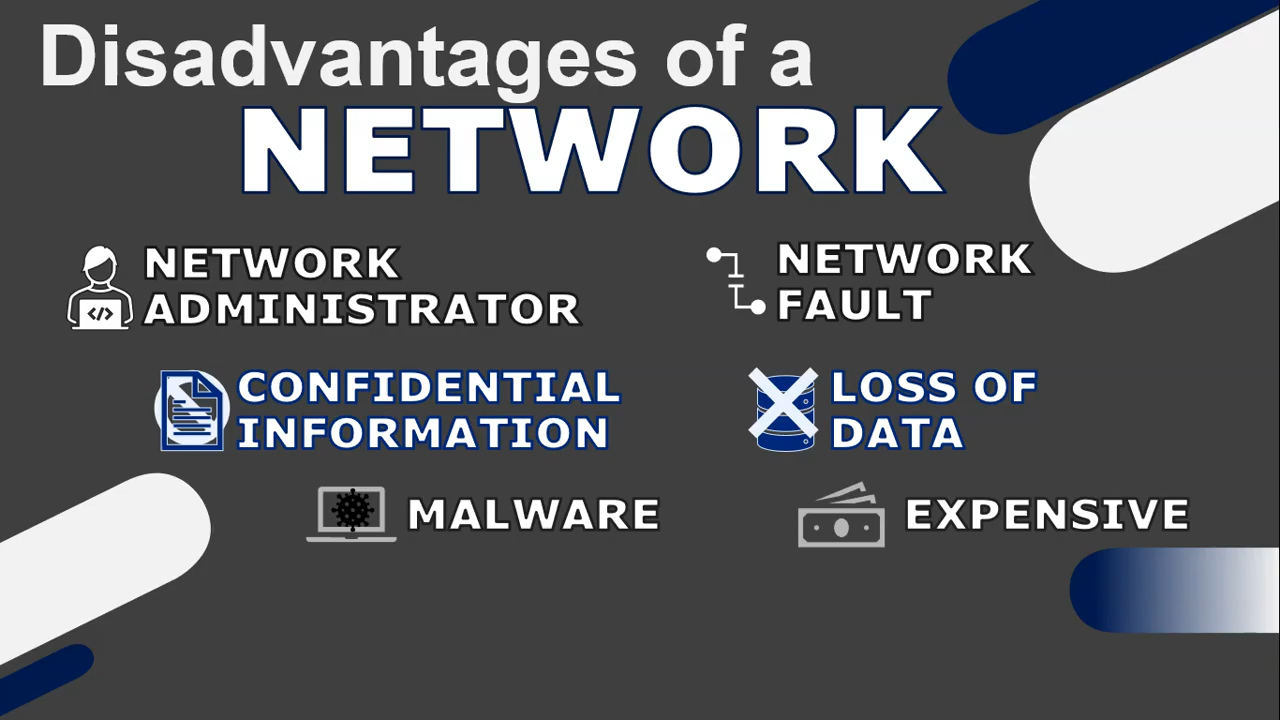 Disadvantages of a
NETWORK
NETWORK
ADMINISTRATOR
NETWORK
FAULT
CONFIDENTIAL
INFORMATION
LOSS OF
DATA
MALWARE
EXPENSIVE